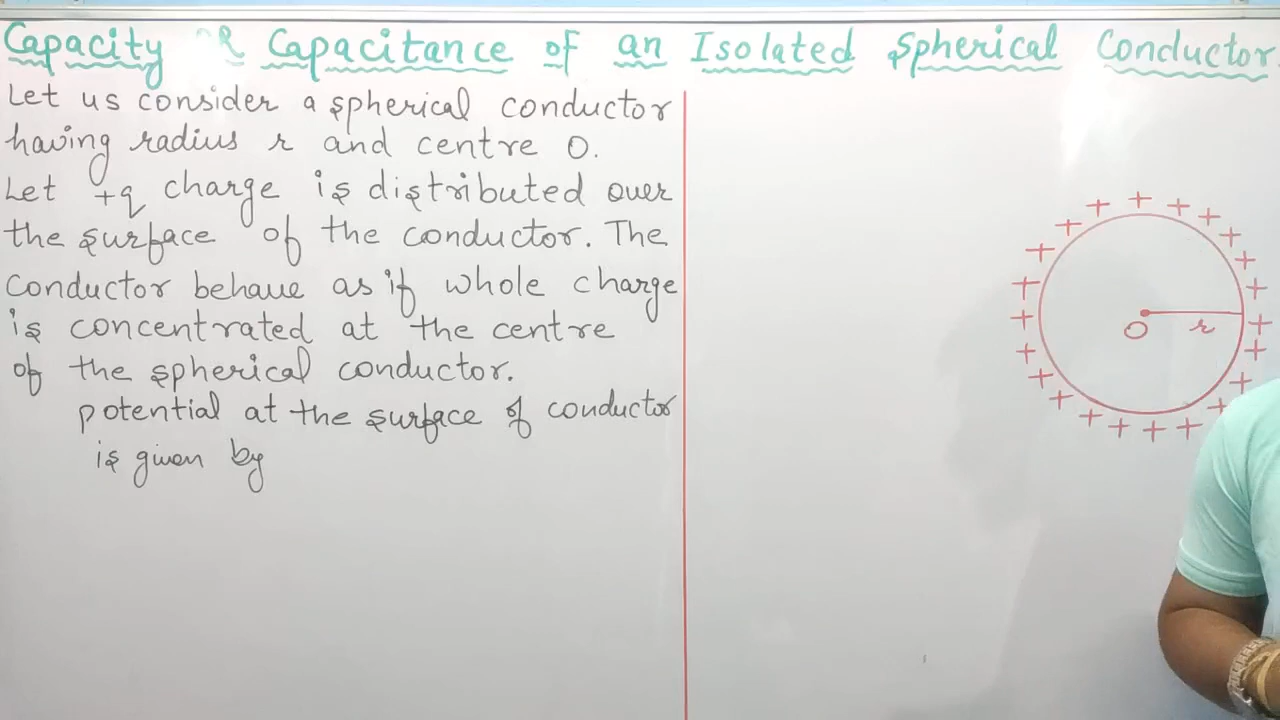 Capacity OR Capacitance of an Isolated Spherical Conductor.
Let us consider a spherical conductor
having radius r and centre O.
Let +q charge is distributed over
the surface of the conductor. The
conductor behave as if whole charge
is concentrated at the centre
of the spherical conductor.
potential at the surface of conductor
is given by
+ + + + + + + + + + + + + + + + + + + + + + +
O r